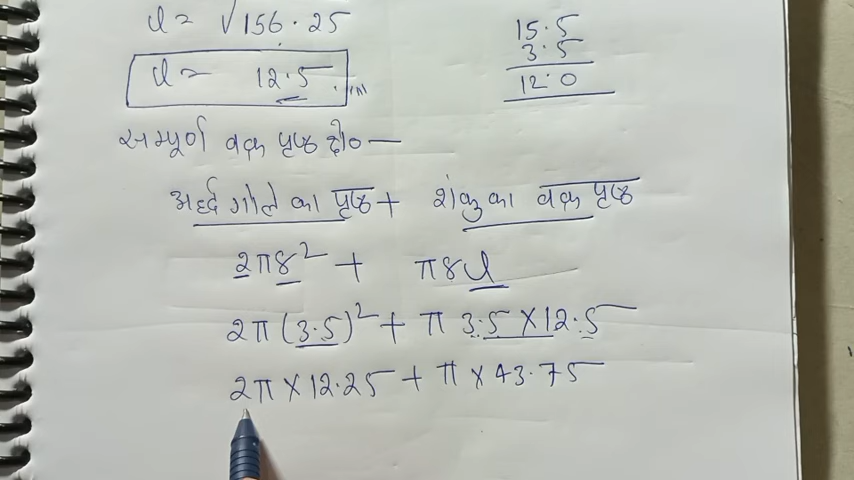 l = √156.25
15.5
3.5
12.0
l = 12.5
सम्पूर्ण वक्र पृष्ठ क्षे० —
अर्द्ध गोले का पृष्ठ + शंकु का वक्र पृष्ठ
2πr² + πrl
2π(3.5)² + π 3.5 × 12.5
2π × 12.25 + π × 43.75